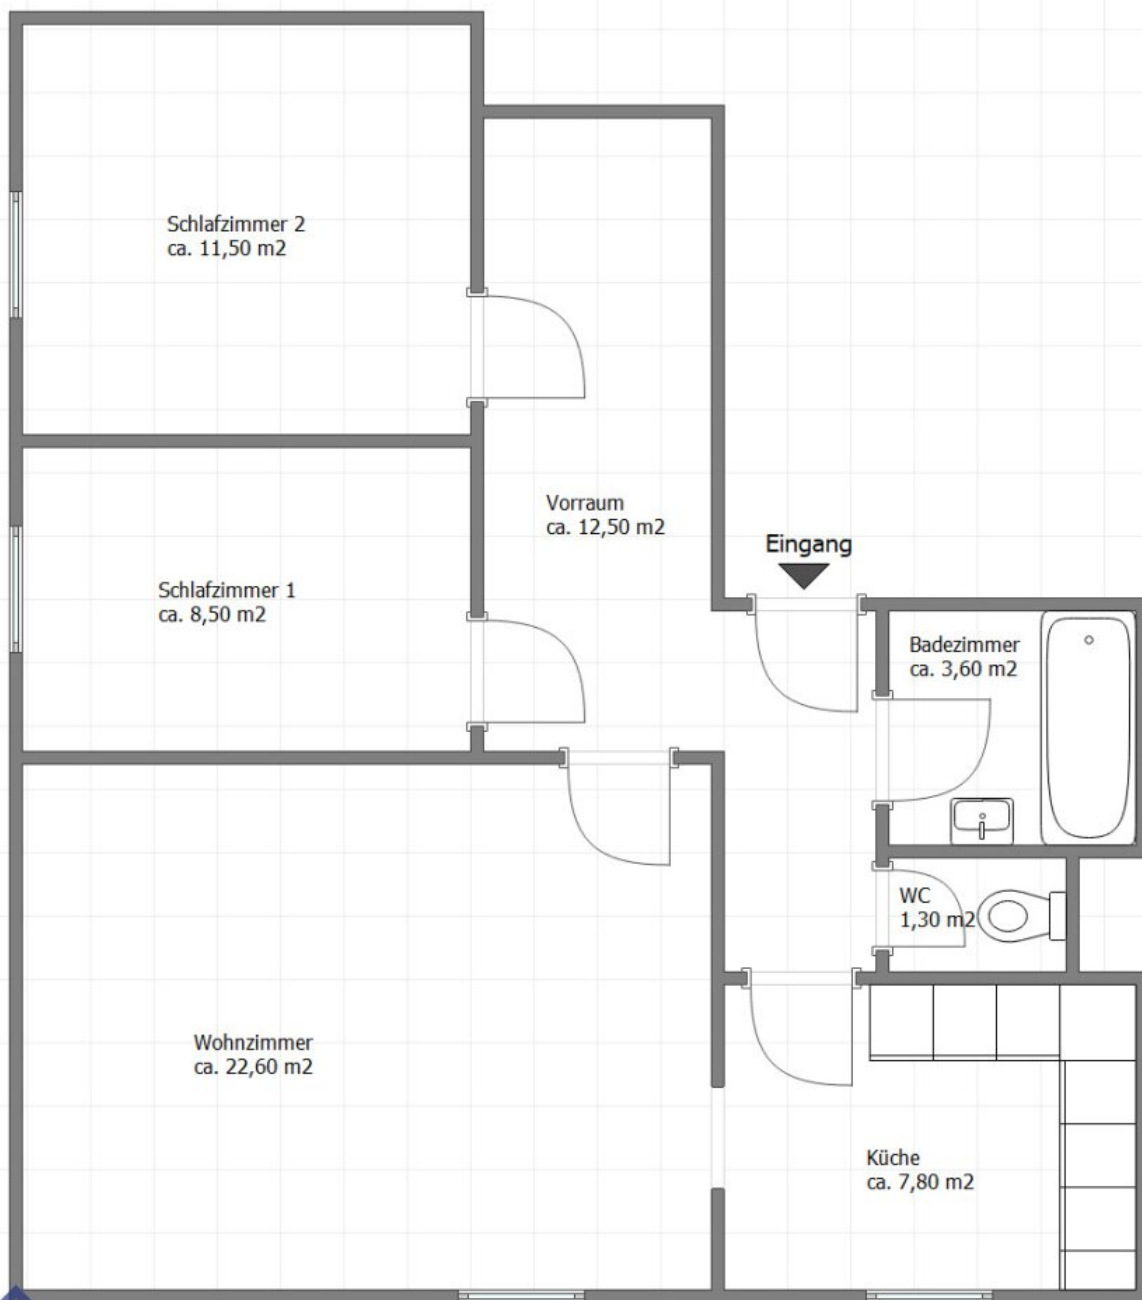 Schlafzimmer 2
ca. 11,50 m2
Vorraum
ca. 12,50 m2
Eingang
Schlafzimmer 1
ca. 8,50 m2
Badezimmer
ca. 3,60 m2
WC
1,30 m2
Wohnzimmer
ca. 22,60 m2
Küche
ca. 7,80 m2